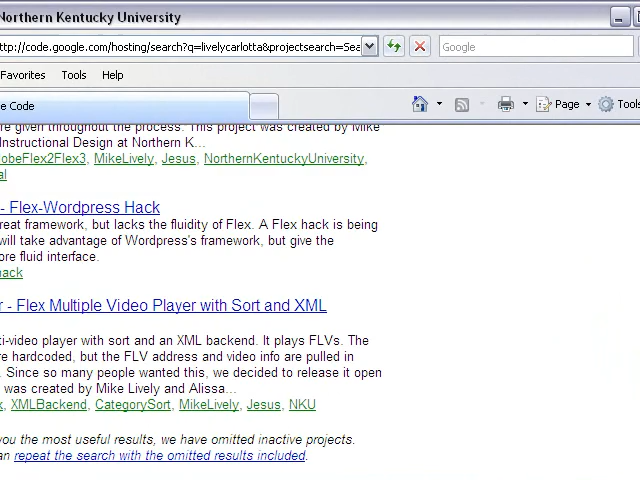 Northern Kentucky University
ttp://code.google.com/hosting/search?q=livelycarlotta&projectsearch=Sea
Google
Favorites Tools Help
e Code
Page Tools
re given throughout the process. This project was created by Mike
Instructional Design at Northern K...
obeFlex2Flex3, MikeLively, Jesus, NorthernKentuckyUniversity,
al
- Flex-Wordpress Hack
reat framework, but lacks the fluidity of Flex. A Flex hack is being
will take advantage of Wordpress's framework, but give the
ore fluid interface.
hack
r - Flex Multiple Video Player with Sort and XML
ti-video player with sort and an XML backend. It plays FLVs. The
re hardcoded, but the FLV address and video info are pulled in
. Since so many people wanted this, we decided to release it open
was created by Mike Lively and Alissa...
x, XMLBackend, CategorySort, MikeLively, Jesus, NKU
you the most useful results, we have omitted inactive projects.
an repeat the search with the omitted results included.